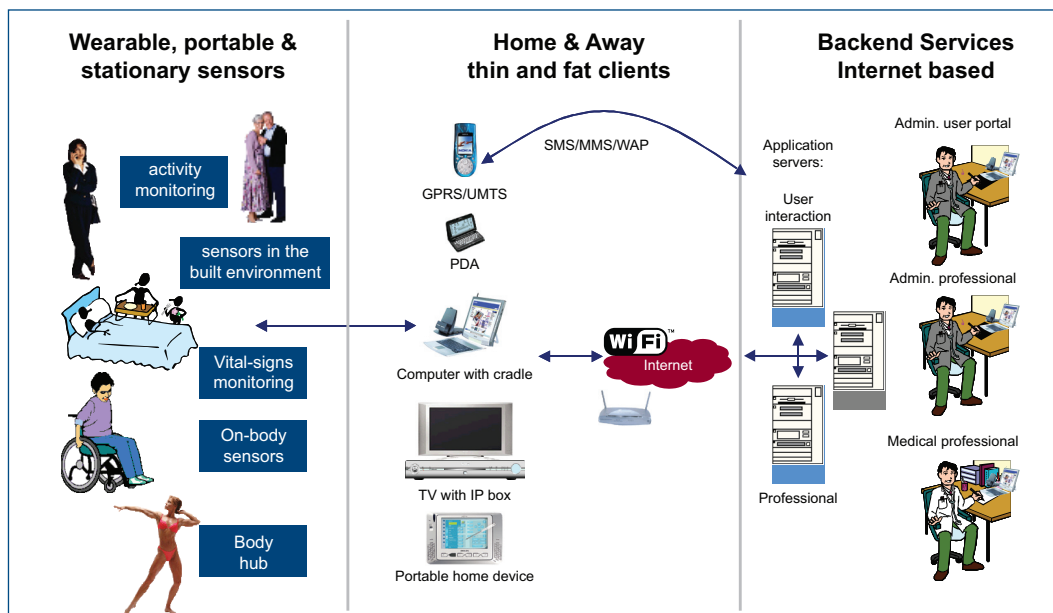 Wearable, portable &
stationary sensors
activity
monitoring
sensors in the
built environment
Vital-signs
monitoring
On-body
sensors
Body
hub
Home & Away
thin and fat clients
SMS/MMS/WAP
GPRS/UMTS
PDA
Computer with cradle
Wi Fi™
Internet
TV with IP box
Portable home device
Backend Services
Internet based
Application
servers:
User
interaction
Professional
Admin. user portal
Admin. professional
Medical professional